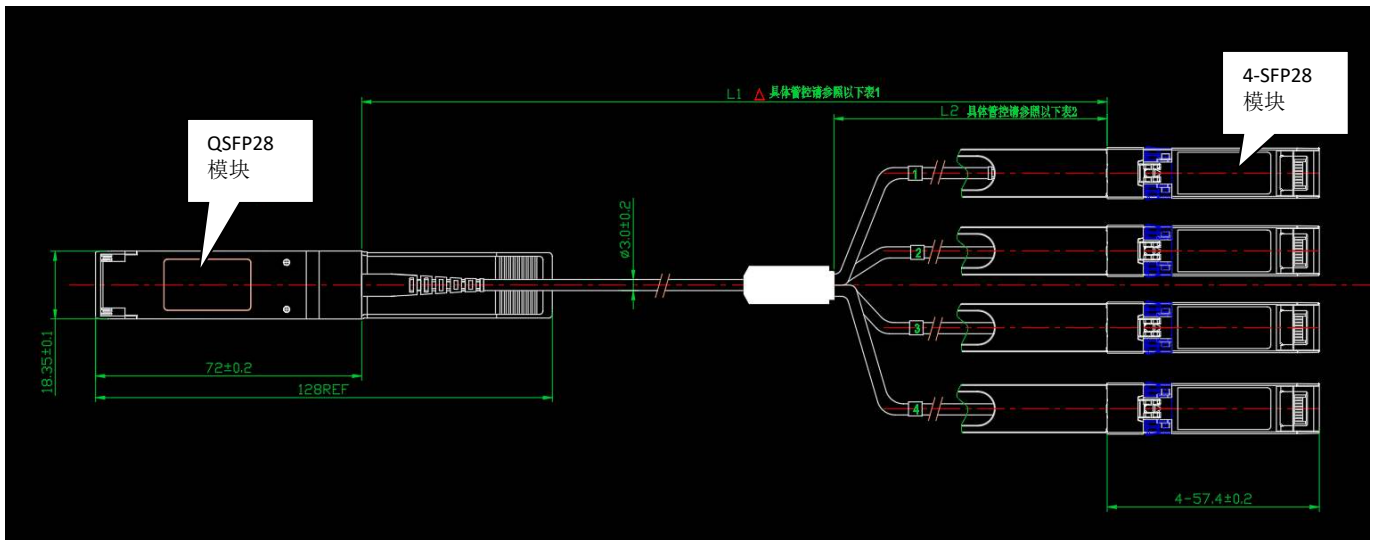 4-SFP28
模块
L1 △ 具体管控请参照以下表1
L2 具体管控请参照以下表2
QSFP28
模块
1
2
3
4
ø3.0±0.2
18.35±0.1
72±0.2
128REF
4-57.4±0.2